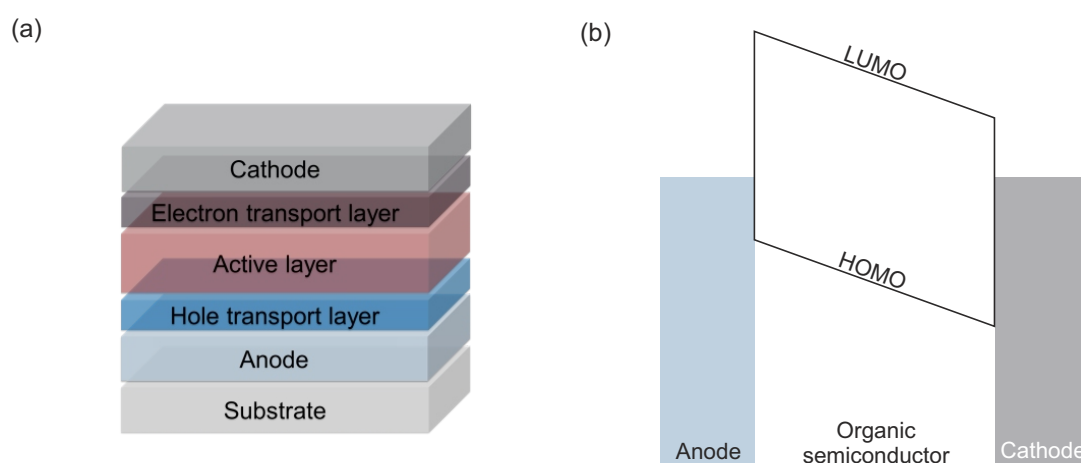 (a)
Cathode
Electron transport layer
Active layer
Hole transport layer
Anode
Substrate
(b)
LUMO
HOMO
Anode
Organic
semiconductor
Cathode